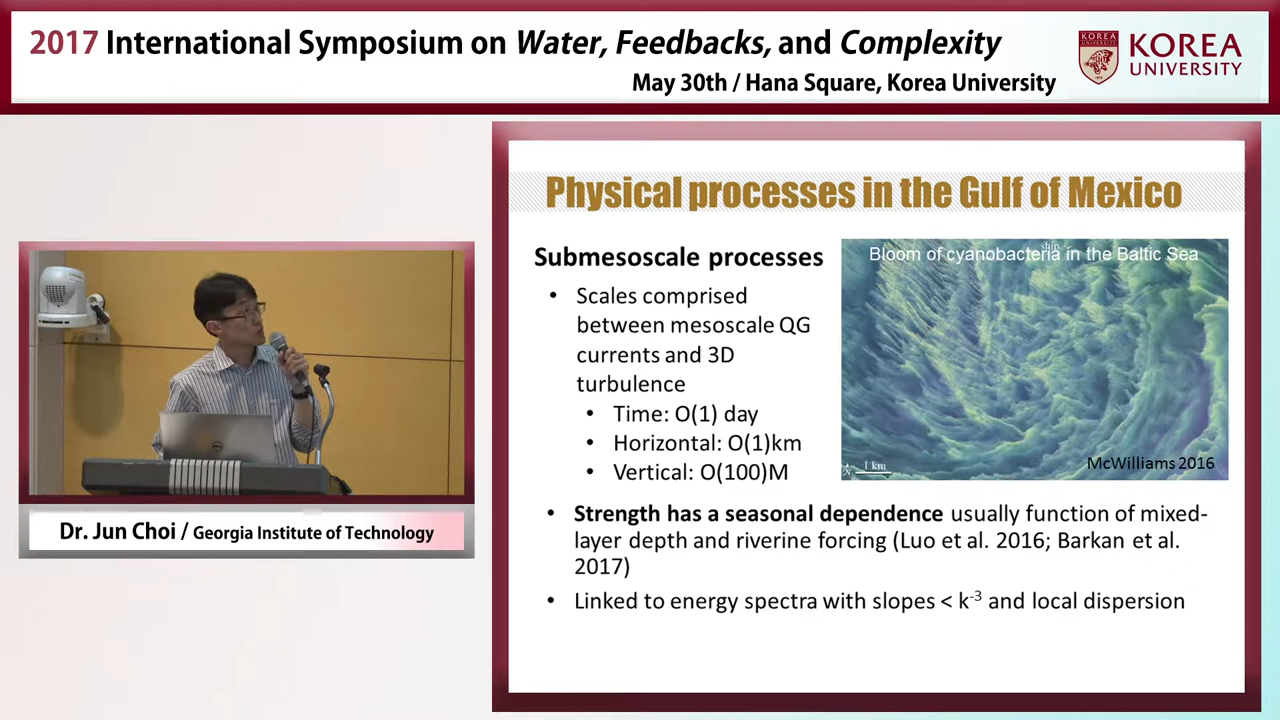 2017 International Symposium on Water, Feedbacks, and Complexity
May 30th / Hana Square, Korea University
KOREA
UNIVERSITY
Physical processes in the Gulf of Mexico
Submesoscale processes
• Scales comprised
between mesoscale QG
currents and 3D
turbulence
• Time: O(1) day
• Horizontal: O(1)km
• Vertical: O(100)M
ship
Bloom of cyanobacteria in the Baltic Sea
1 km
McWilliams 2016
• Strength has a seasonal dependence usually function of mixed-
layer depth and riverine forcing (Luo et al. 2016; Barkan et al.
2017)
• Linked to energy spectra with slopes < k-3 and local dispersion
Dr. Jun Choi / Georgia Institute of Technology